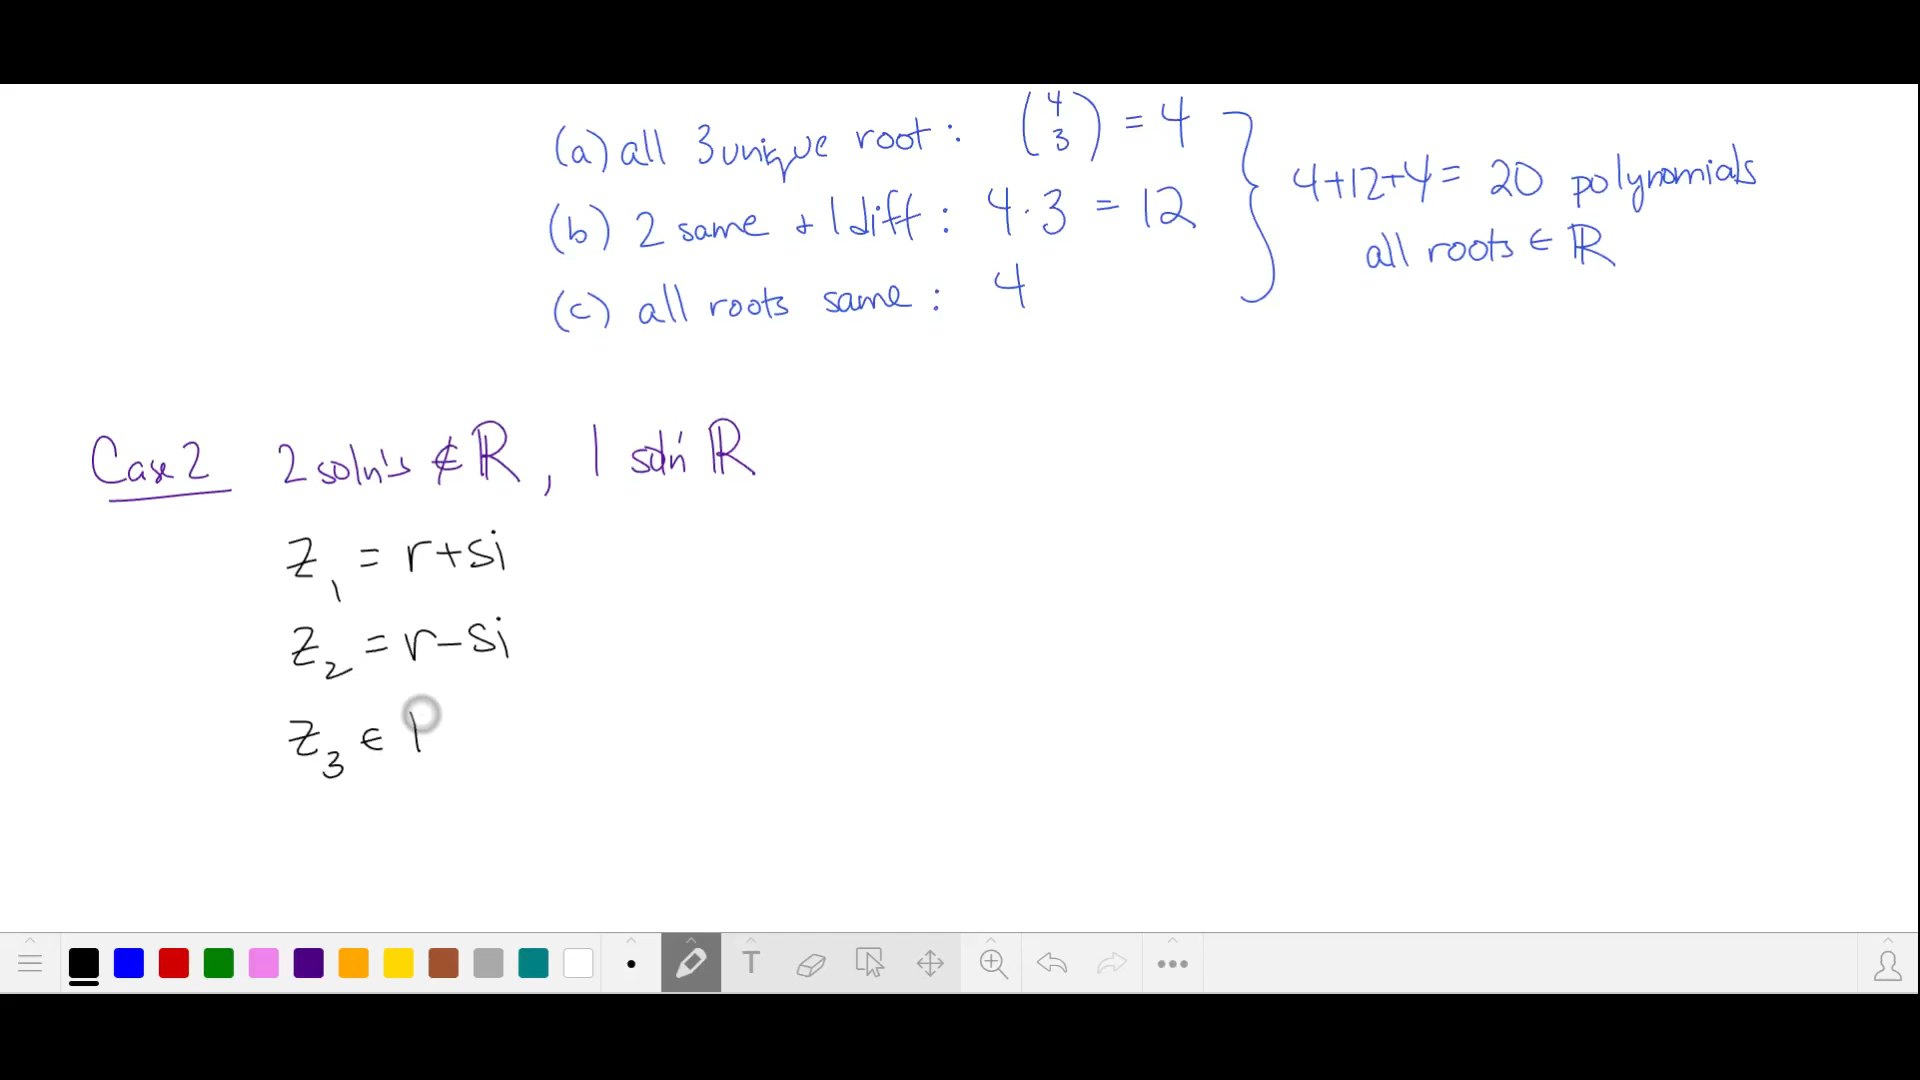 (a) all 3 unique root: (4 3) = 4
(b) 2 same + 1 diff: 4·3 = 12
(c) all roots same: 4
4+12+4 = 20 polynomials
all roots ∈ ℝ
Case 2 2 soln's ∉ ℝ, 1 soln' ℝ
z₁ = r+si
z₂ = r-si
z₃ ∈ l
T